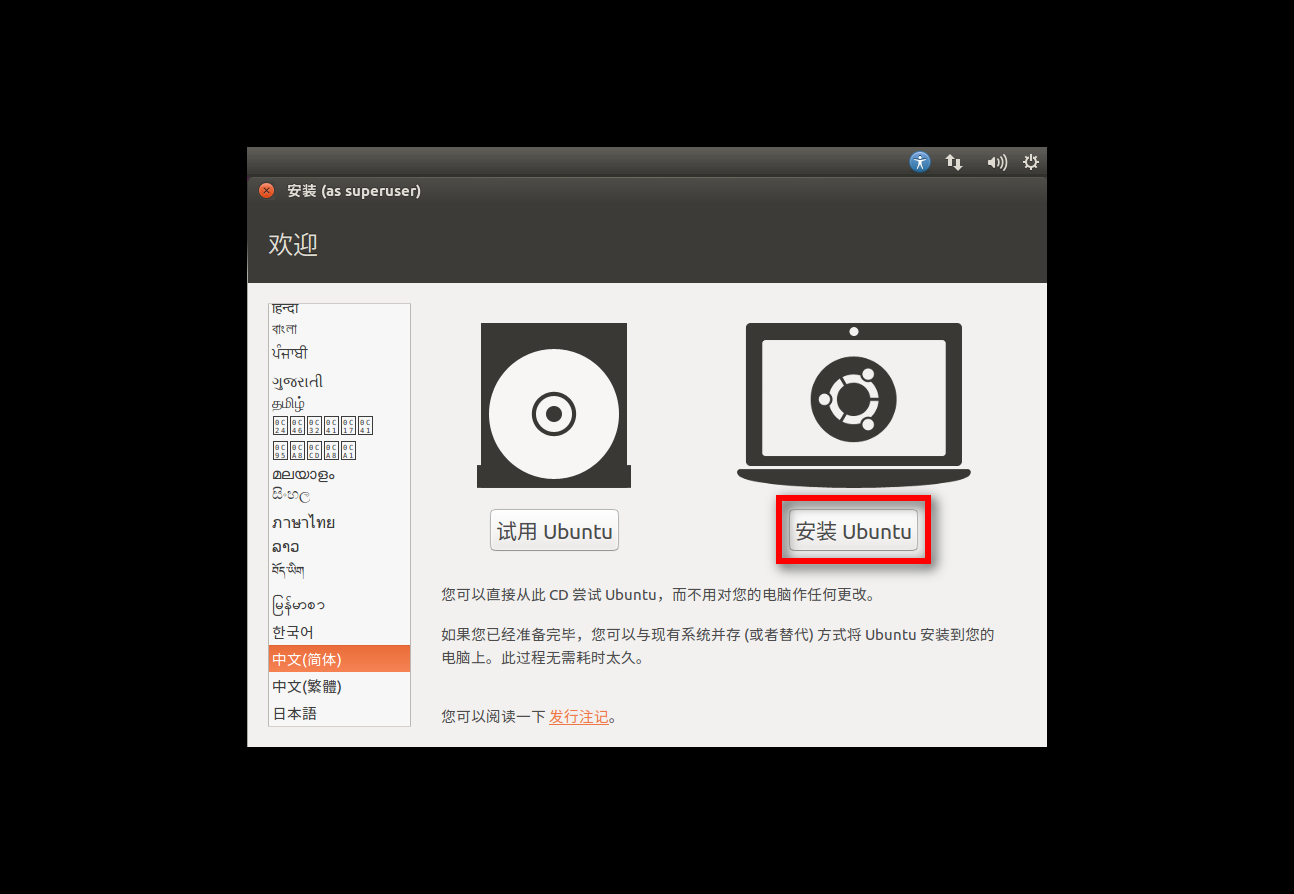 安装 (as superuser)
欢迎
हिन्दी
বাংলা
ਪੰਜਾਬੀ
ગુજરાતી
தமிழ்
മലയാളം
සිංහල
ภาษาไทย
ລາວ
བོད་ཡིག
မြန်မာစာ
한국어
中文(简体)
中文(繁體)
日本語
试用 Ubuntu
安装 Ubuntu
您可以直接从此 CD 尝试 Ubuntu，而不用对您的电脑作任何更改。
如果您已经准备完毕，您可以与现有系统并存 (或者替代) 方式将 Ubuntu 安装到您的
电脑上。此过程无需耗时太久。
您可以阅读一下 发行注记。